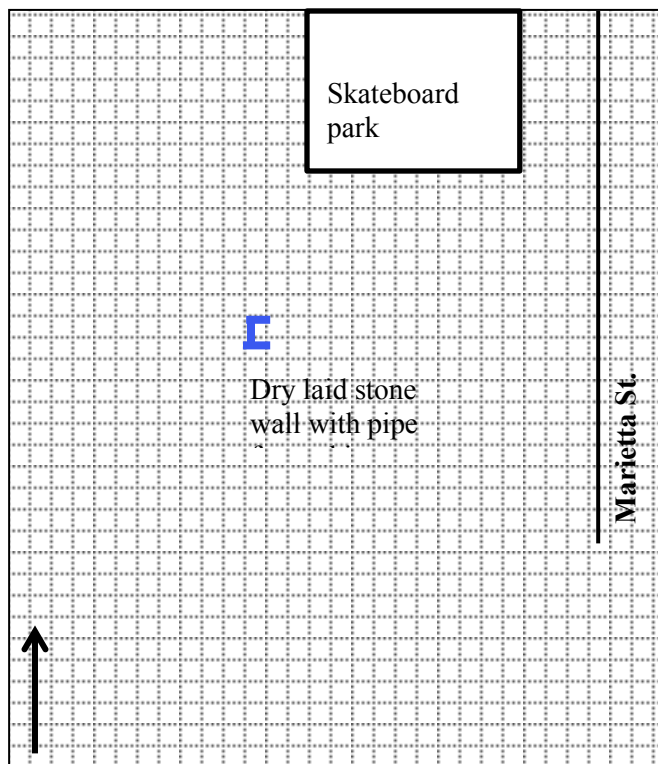 Skateboard
park
Dry laid stone
wall with pipe
Marietta St.